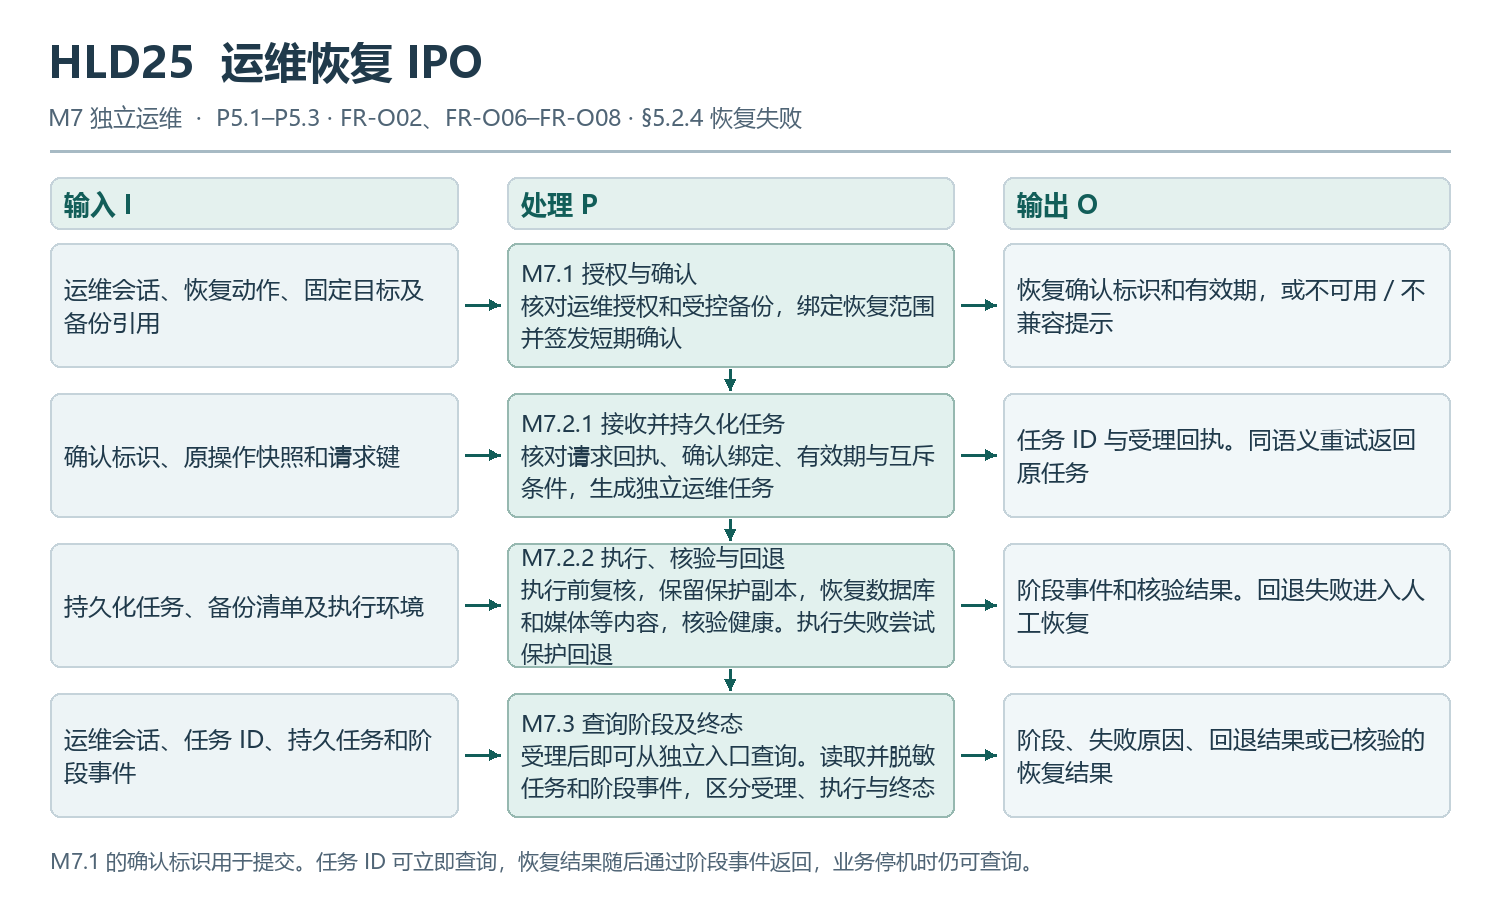 HLD25 运维恢复 IPO
M7 独立运维 · P5.1–P5.3 · FR-O02、FR-O06–FR-O08 · §5.2.4 恢复失败
输入 I
处理 P
输出 O
运维会话、恢复动作、固定目标及
备份引用
M7.1 授权与确认
核对运维授权和受控备份，绑定恢复范围
并签发短期确认
恢复确认标识和有效期，或不可用 / 不
兼容提示
确认标识、原操作快照和请求键
M7.2.1 接收并持久化任务
核对请求回执、确认绑定、有效期与互斥
条件，生成独立运维任务
任务 ID 与受理回执。同语义重试返回
原任务
持久化任务、备份清单及执行环境
M7.2.2 执行、核验与回退
执行前复核，保留保护副本，恢复数据库
和媒体等内容，核验健康。执行失败尝试
保护回退
阶段事件和核验结果。回退失败进入人
工恢复
运维会话、任务 ID、持久任务和阶
段事件
M7.3 查询阶段及终态
受理后即可从独立入口查询。读取并脱敏
任务和阶段事件，区分受理、执行与终态
阶段、失败原因、回退结果或已核验的
恢复结果
M7.1 的确认标识用于提交。任务 ID 可立即查询，恢复结果随后通过阶段事件返回，业务停机时仍可查询。